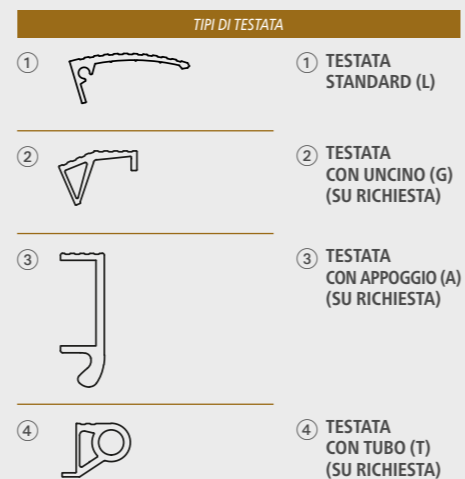 TIPI DI TESTATA
① ① TESTATA
STANDARD (L)
② ② TESTATA
CON UNCINO (G)
(SU RICHIESTA)
③ ③ TESTATA
CON APPOGGIO (A)
(SU RICHIESTA)
④ ④ TESTATA
CON TUBO (T)
(SU RICHIESTA)